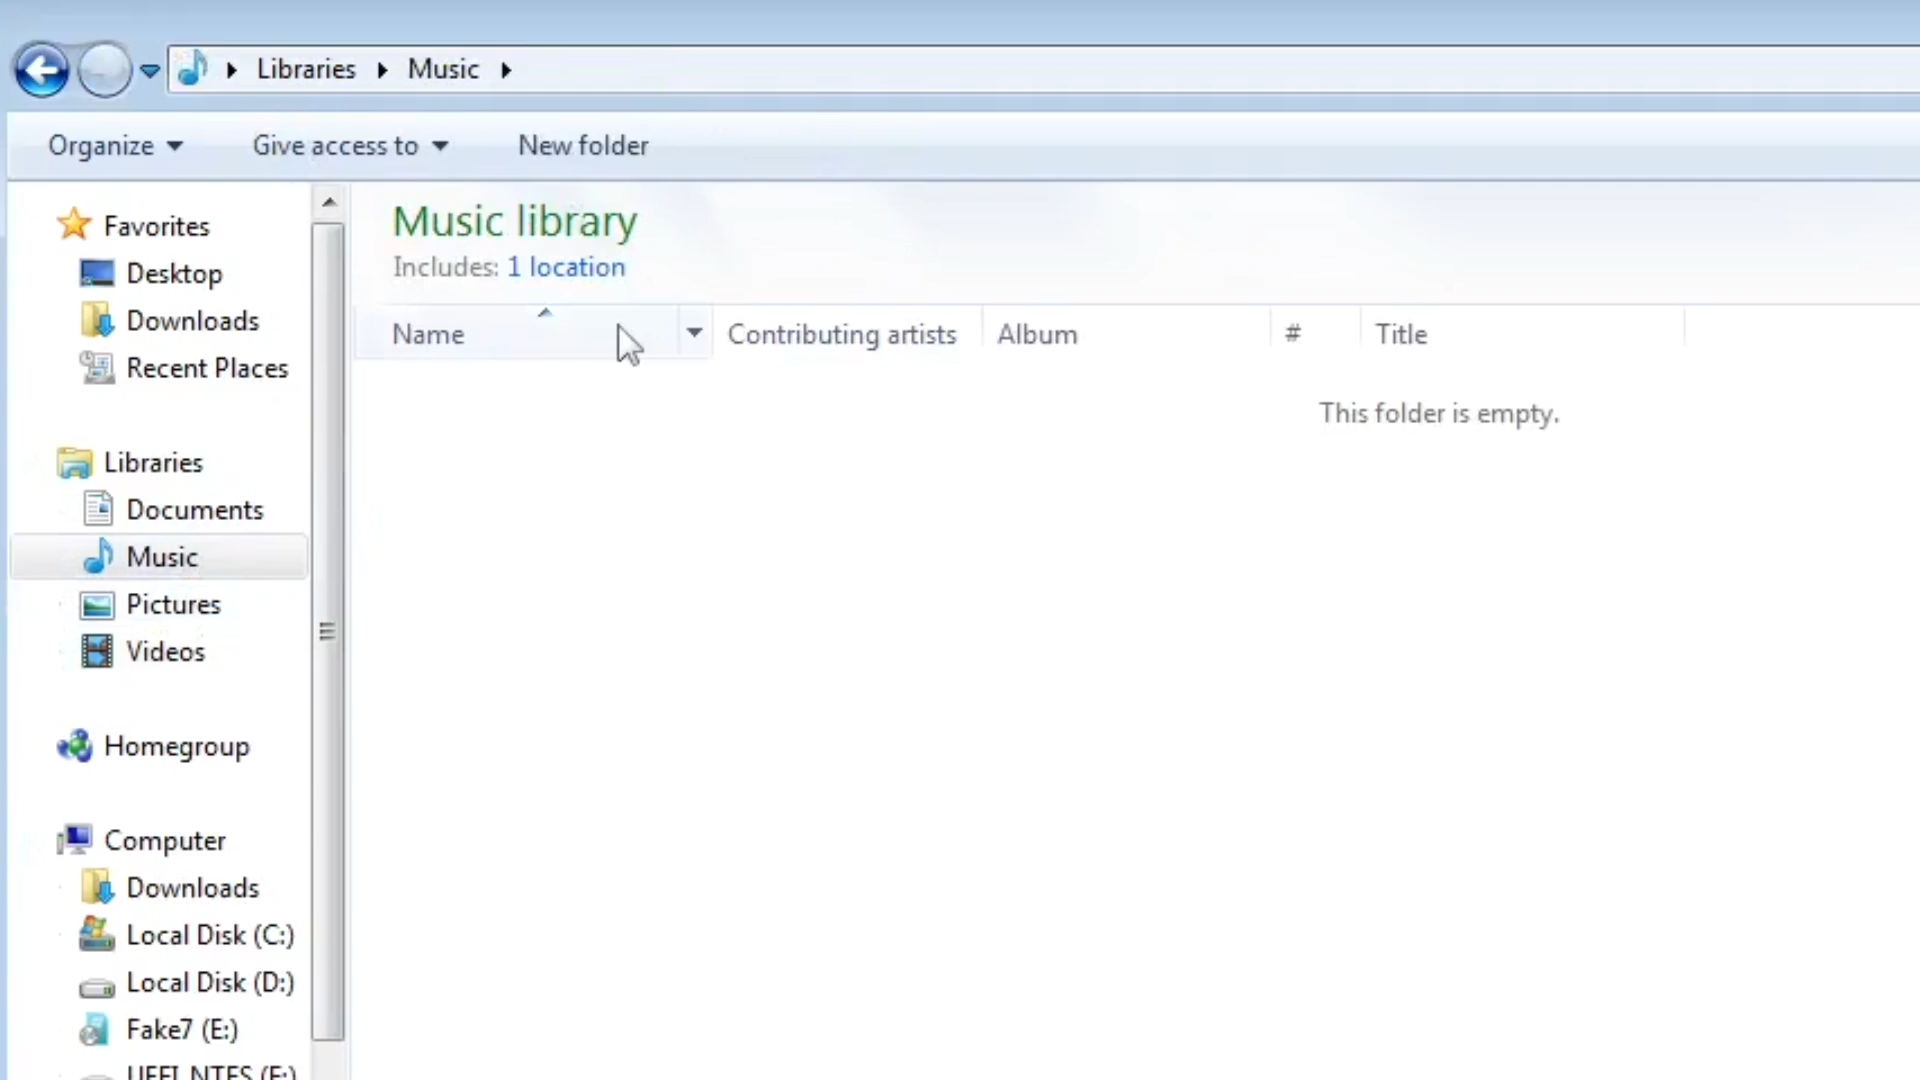 Libraries Music
Organize Give access to New folder
Favorites
Desktop
Downloads
Recent Places
Libraries
Documents
Music
Pictures
Videos
Homegroup
Computer
Downloads
Local Disk (C:)
Local Disk (D:)
Fake7 (E:)
UEFI_NTFS (F:)
Music library
Includes: 1 location
Name Contributing artists Album # Title
This folder is empty.